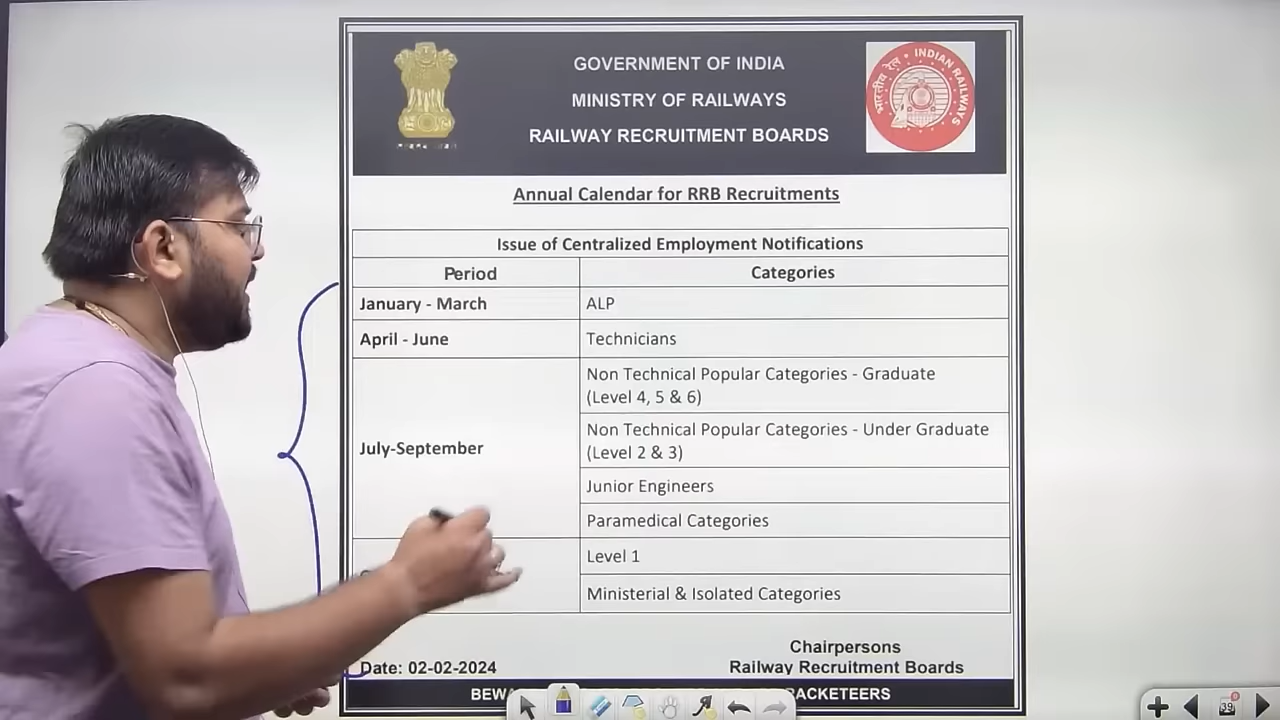 GOVERNMENT OF INDIA
MINISTRY OF RAILWAYS
RAILWAY RECRUITMENT BOARDS
भारतीय रेल • INDIAN RAILWAYS
Annual Calendar for RRB Recruitments
Issue of Centralized Employment Notifications
Period Categories
January - March ALP
April - June Technicians
Non Technical Popular Categories - Graduate
(Level 4, 5 & 6)
Non Technical Popular Categories - Under Graduate
(Level 2 & 3)
July-September
Junior Engineers
Paramedical Categories
Level 1
Ministerial & Isolated Categories
Chairpersons
Date: 02-02-2024 Railway Recruitment Boards
39